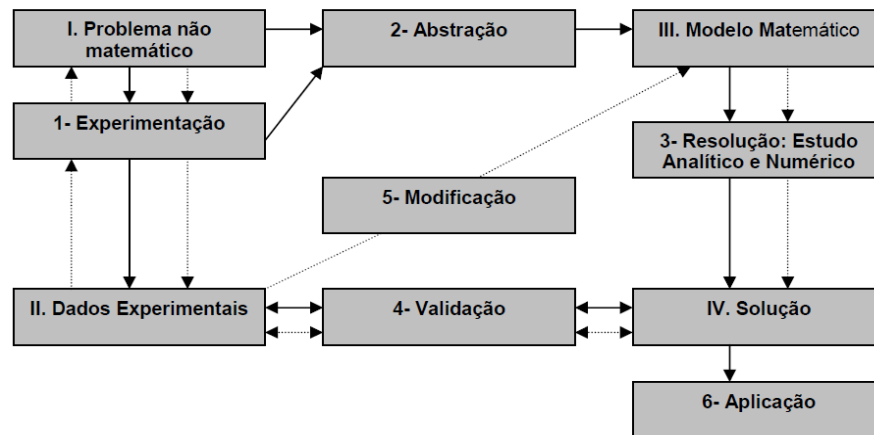 I. Problema não
matemático
2- Abstração
III. Modelo Matemático
1- Experimentação
3- Resolução: Estudo
Analítico e Numérico
5- Modificação
II. Dados Experimentais
4- Validação
IV. Solução
6- Aplicação